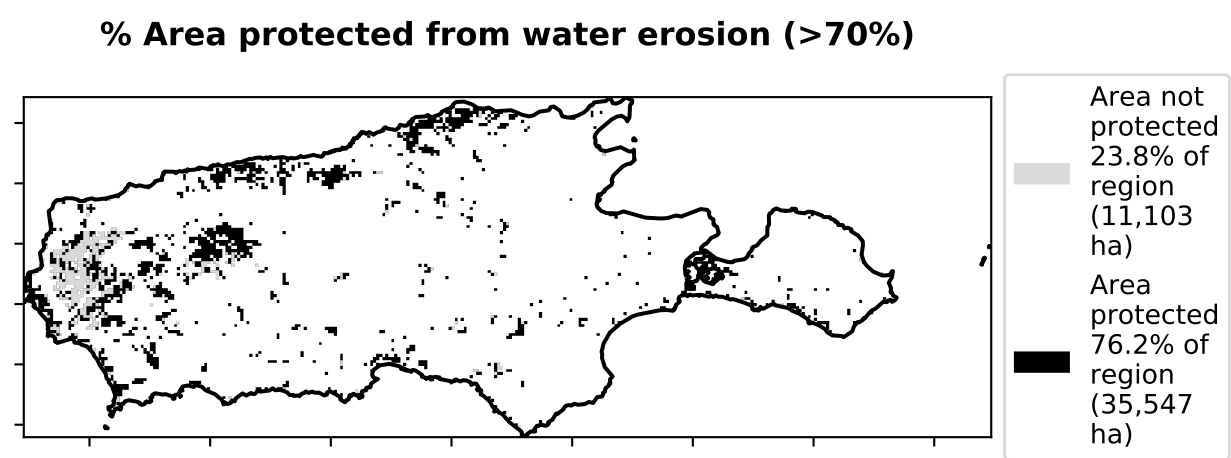 % Area protected from water erosion (>70%)
Area not
protected
23.8% of
region
(11,103
ha)
Area
protected
76.2% of
region
(35,547
ha)